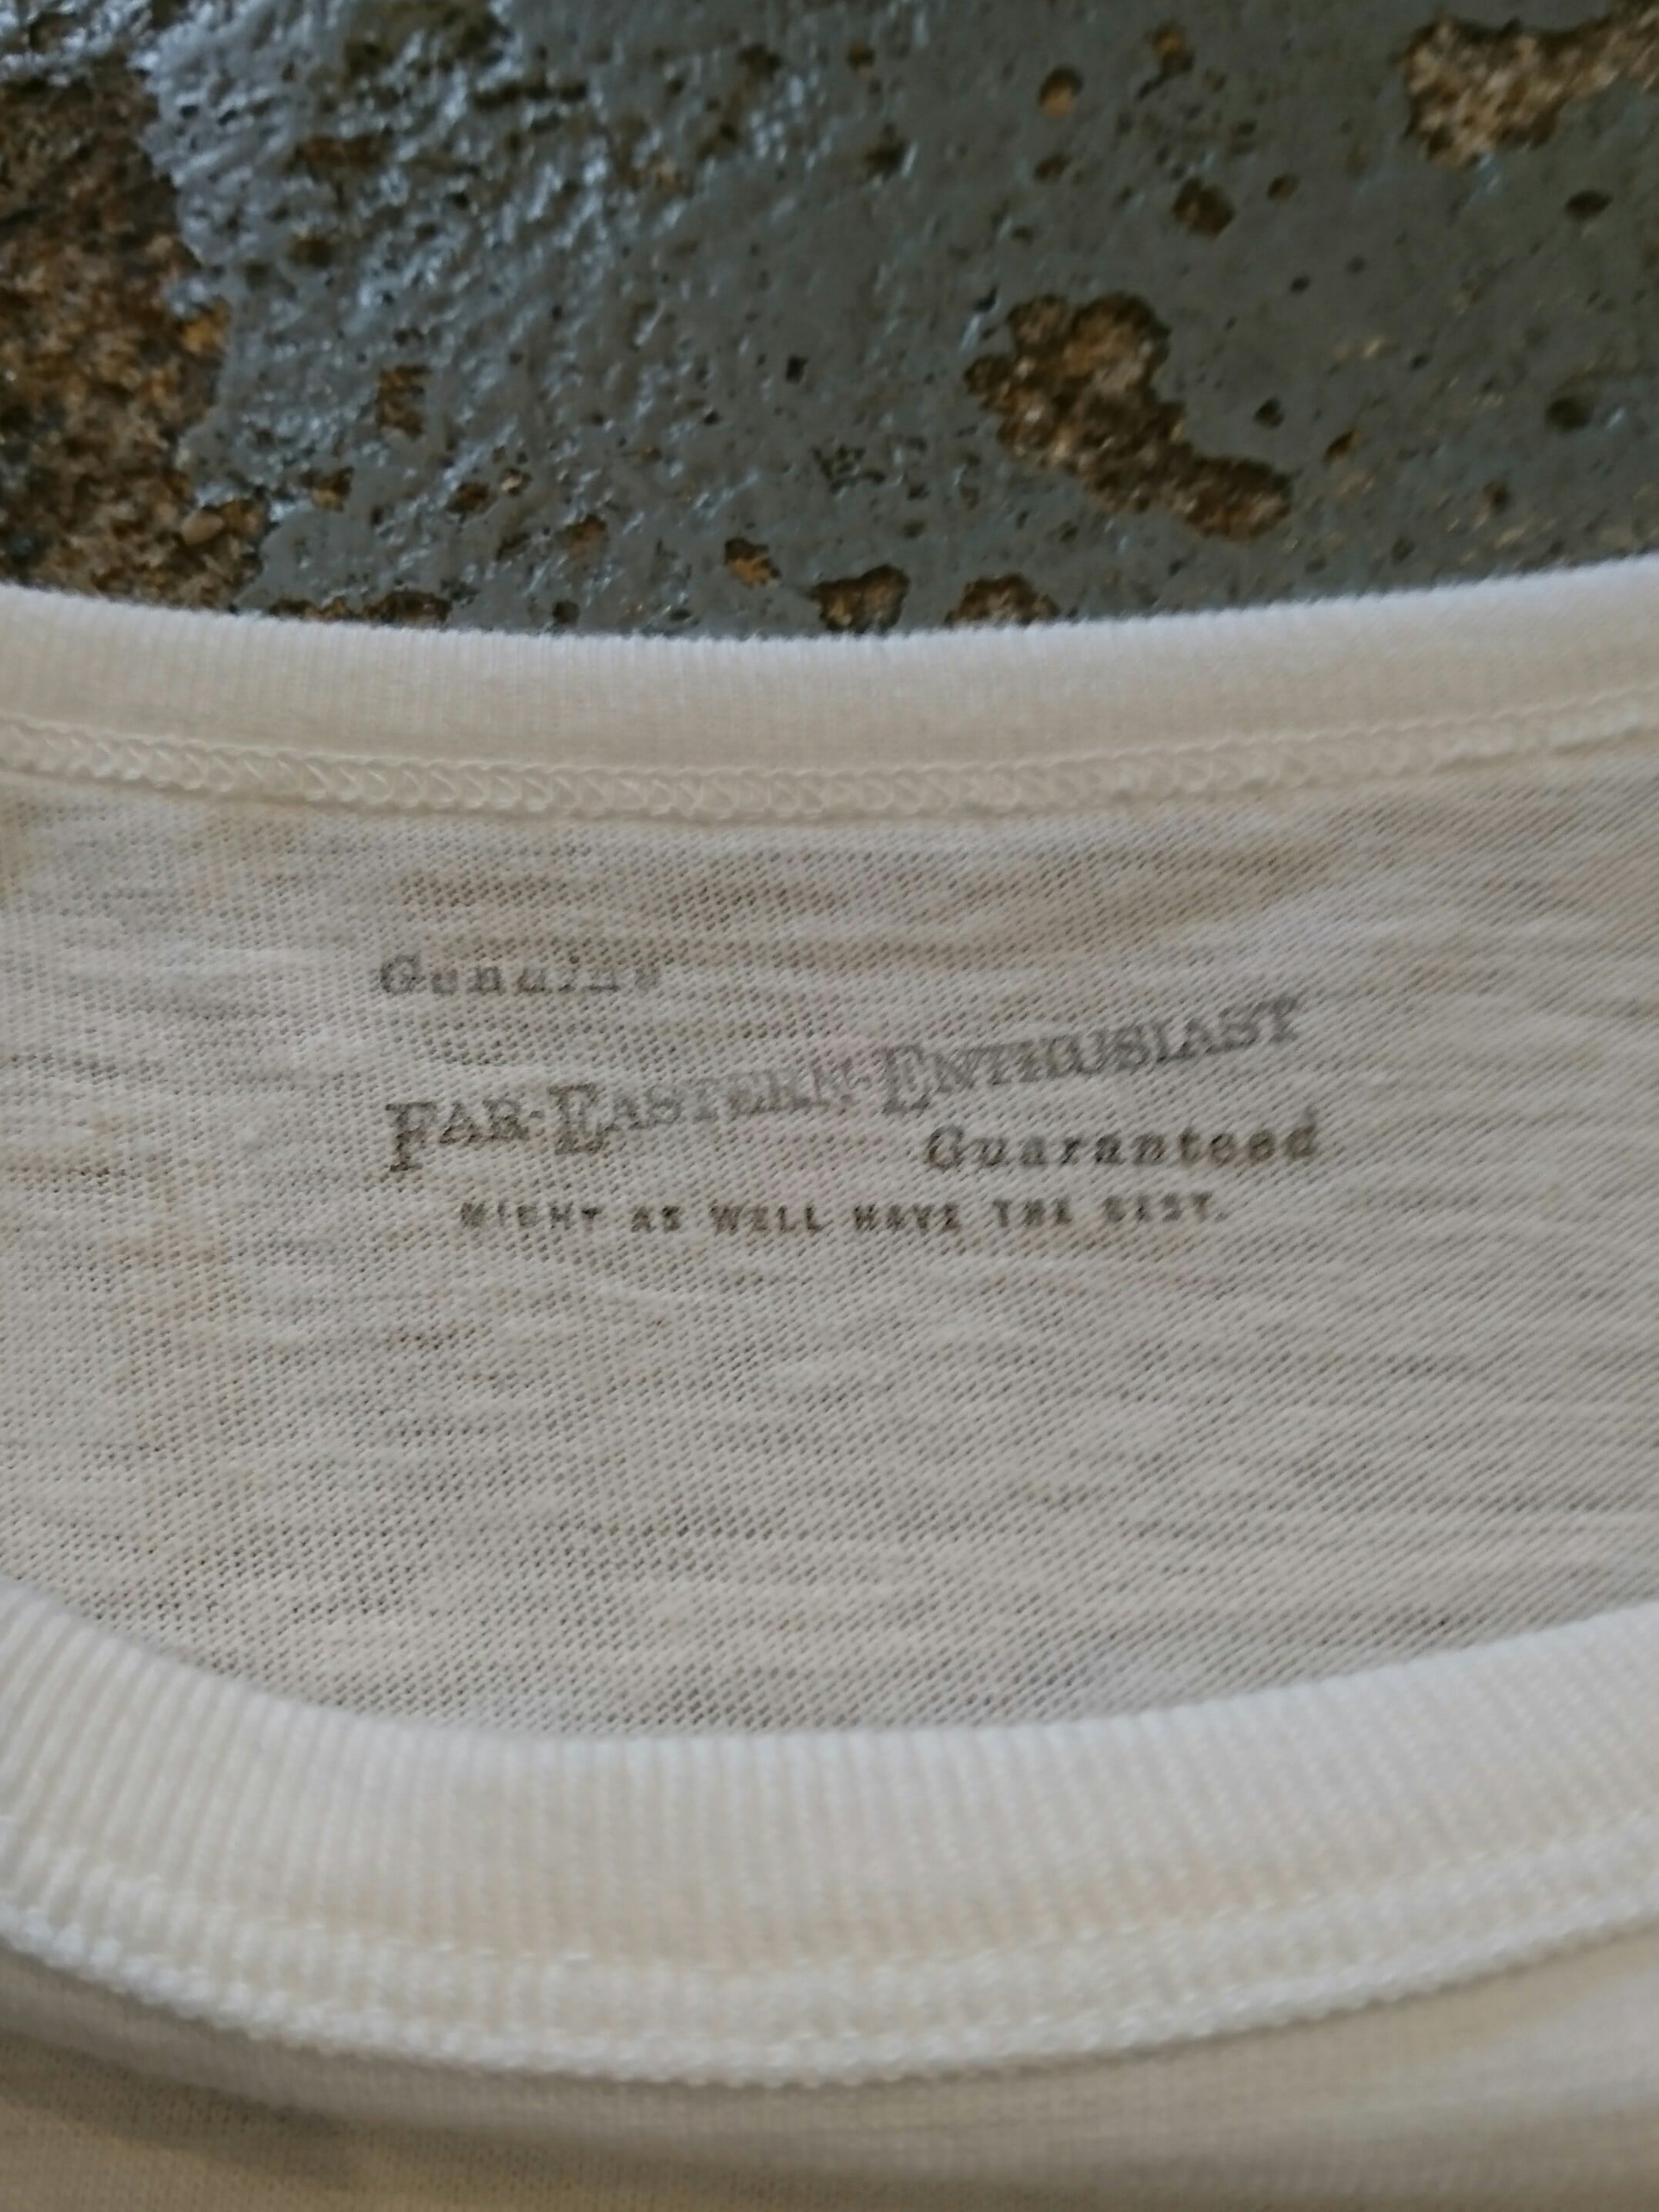 Genuine
FAR-EASTERN-ENTHUSIAST
Guaranteed
MIGHT AS WELL HAVE THE BEST.